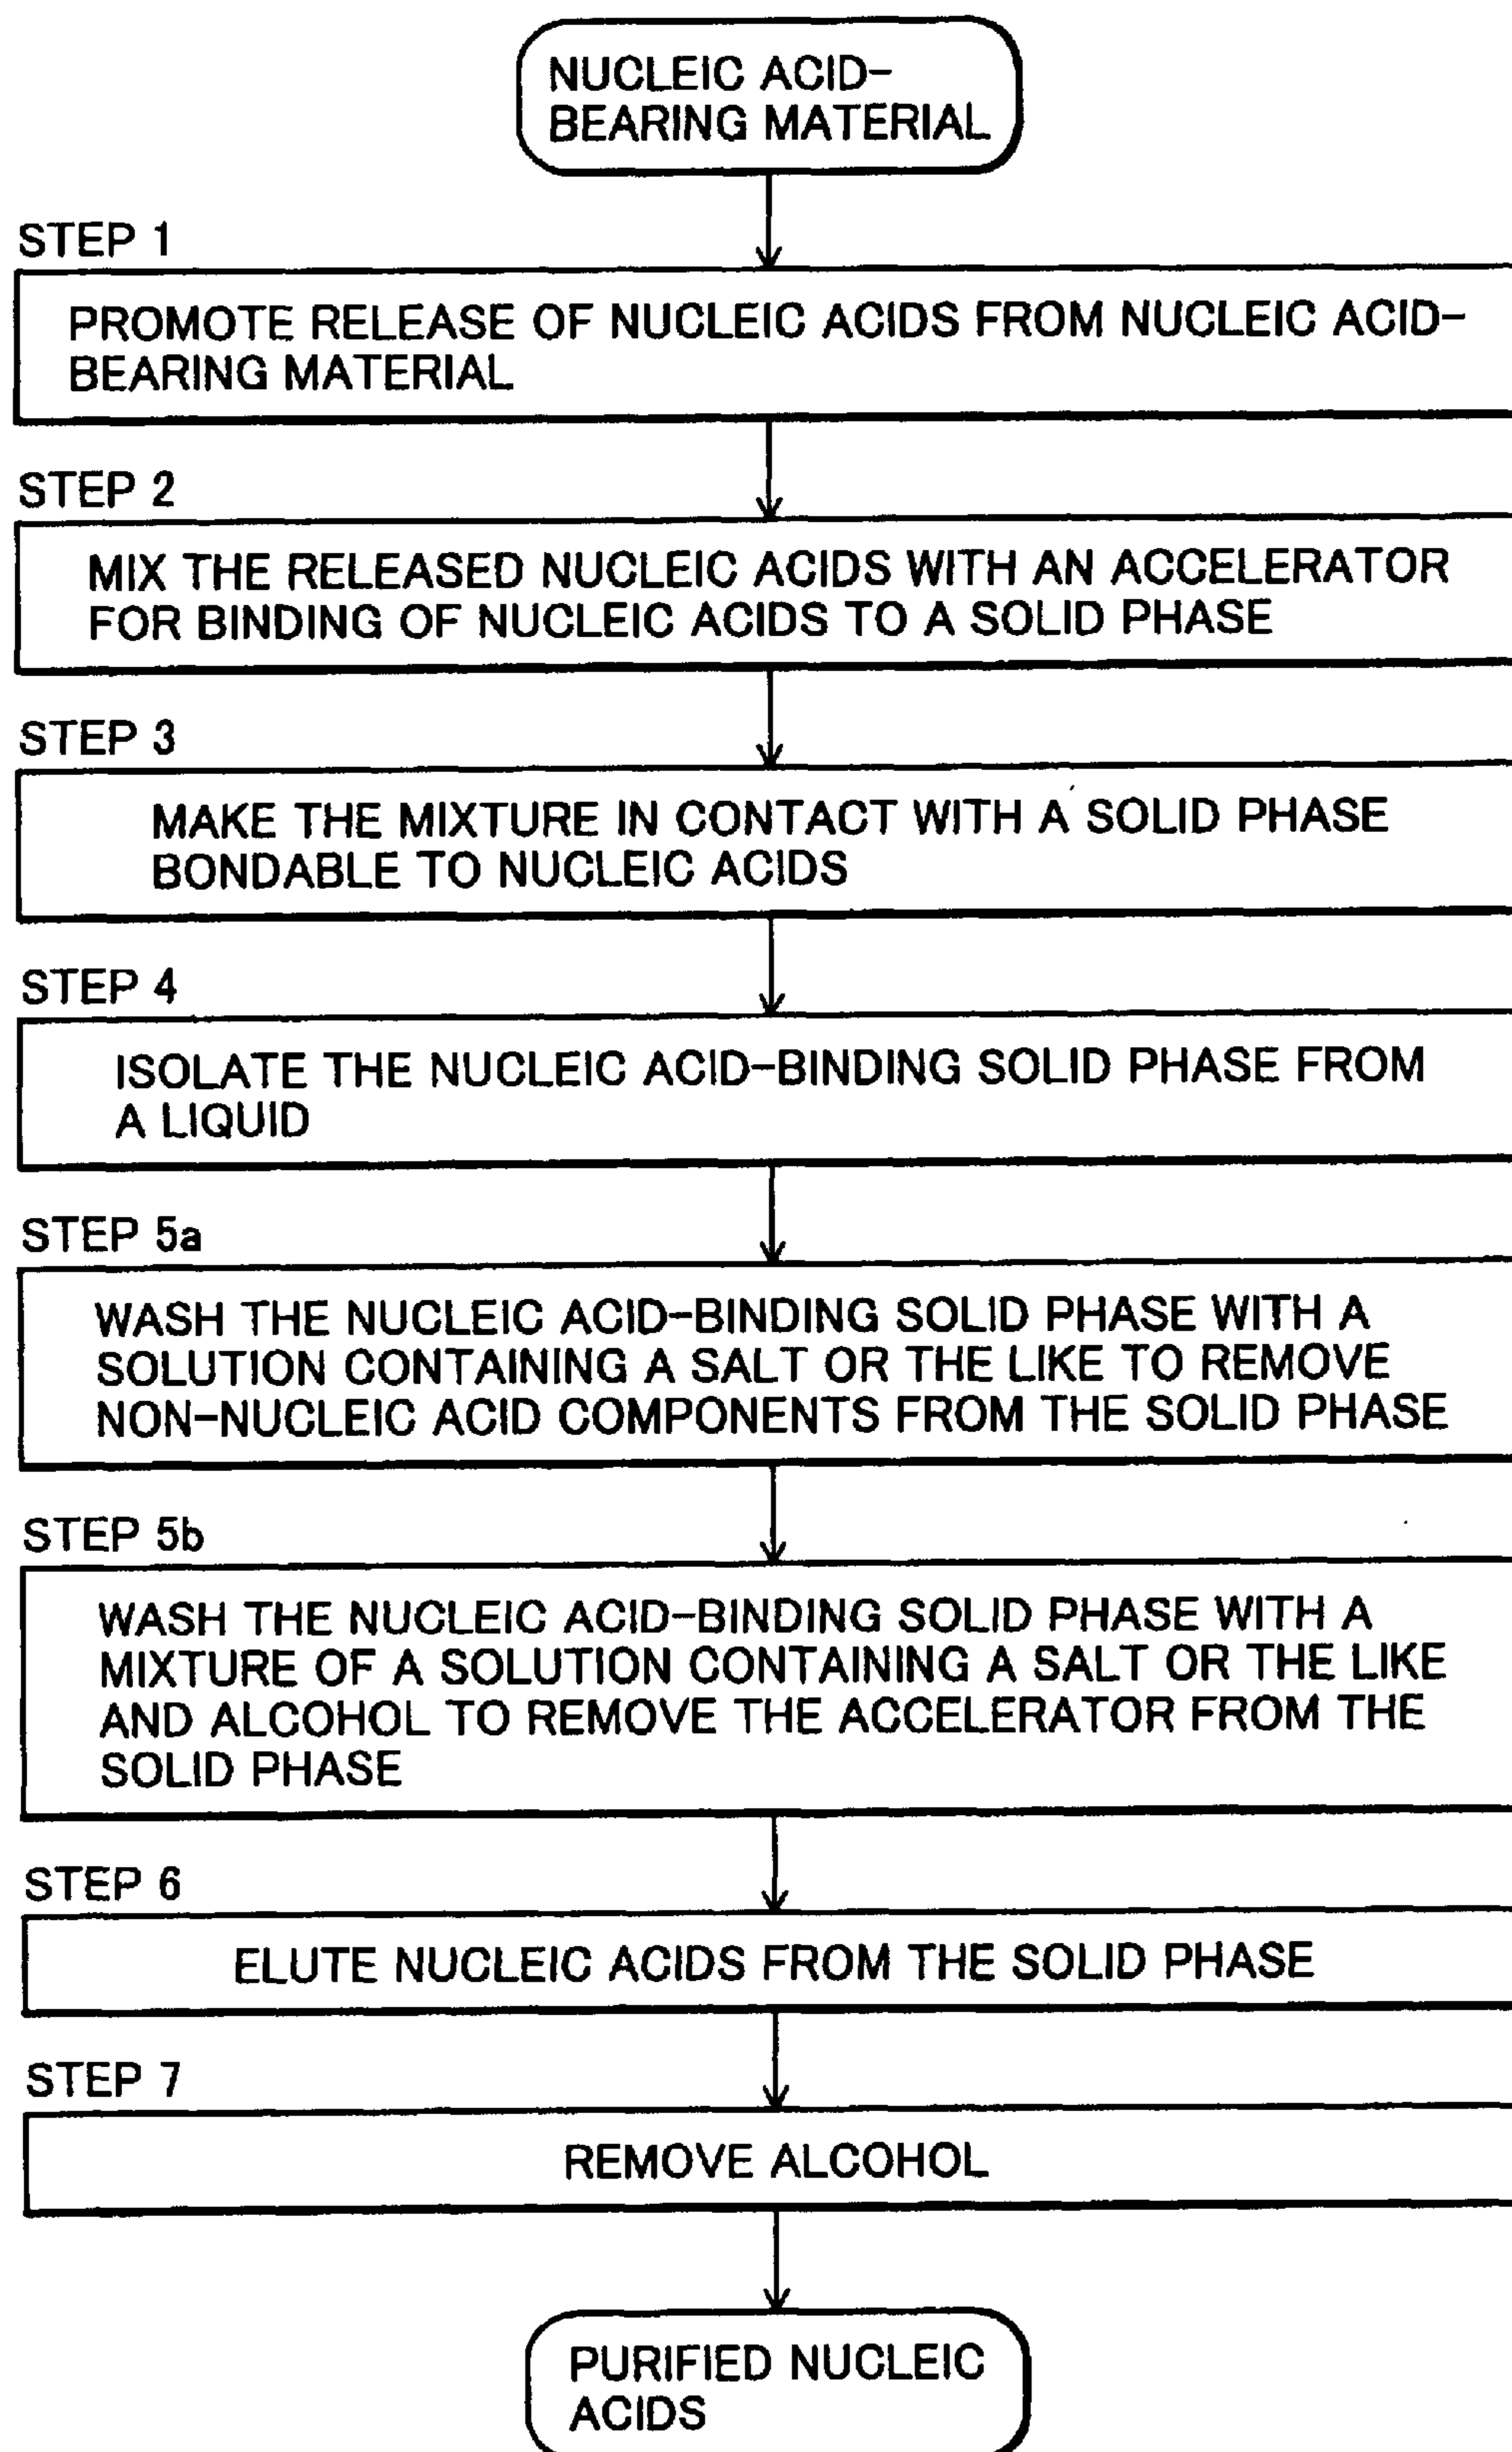 NUCLEIC ACID-
BEARING MATERIAL
STEP 1
PROMOTE RELEASE OF NUCLEIC ACIDS FROM NUCLEIC ACID-
BEARING MATERIAL
STEP 2
MIX THE RELEASED NUCLEIC ACIDS WITH AN ACCELERATOR
FOR BINDING OF NUCLEIC ACIDS TO A SOLID PHASE
STEP 3
MAKE THE MIXTURE IN CONTACT WITH A SOLID PHASE
BONDABLE TO NUCLEIC ACIDS
STEP 4
ISOLATE THE NUCLEIC ACID-BINDING SOLID PHASE FROM
A LIQUID
STEP 5a
WASH THE NUCLEIC ACID-BINDING SOLID PHASE WITH A
SOLUTION CONTAINING A SALT OR THE LIKE TO REMOVE
NON-NUCLEIC ACID COMPONENTS FROM THE SOLID PHASE
STEP 5b
WASH THE NUCLEIC ACID-BINDING SOLID PHASE WITH A
MIXTURE OF A SOLUTION CONTAINING A SALT OR THE LIKE
AND ALCOHOL TO REMOVE THE ACCELERATOR FROM THE
SOLID PHASE
STEP 6
ELUTE NUCLEIC ACIDS FROM THE SOLID PHASE
STEP 7
REMOVE ALCOHOL
PURIFIED NUCLEIC
ACIDS